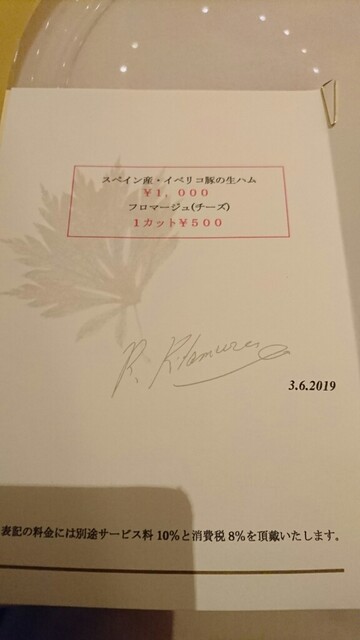 スペイン産・イベリコ豚の生ハム
￥1，000
フロマージュ(チーズ)
1カット￥500
R. Kitamura
3.6.2019
表記の料金には別途サービス料 10%と消費税 8%を頂戴いたします。